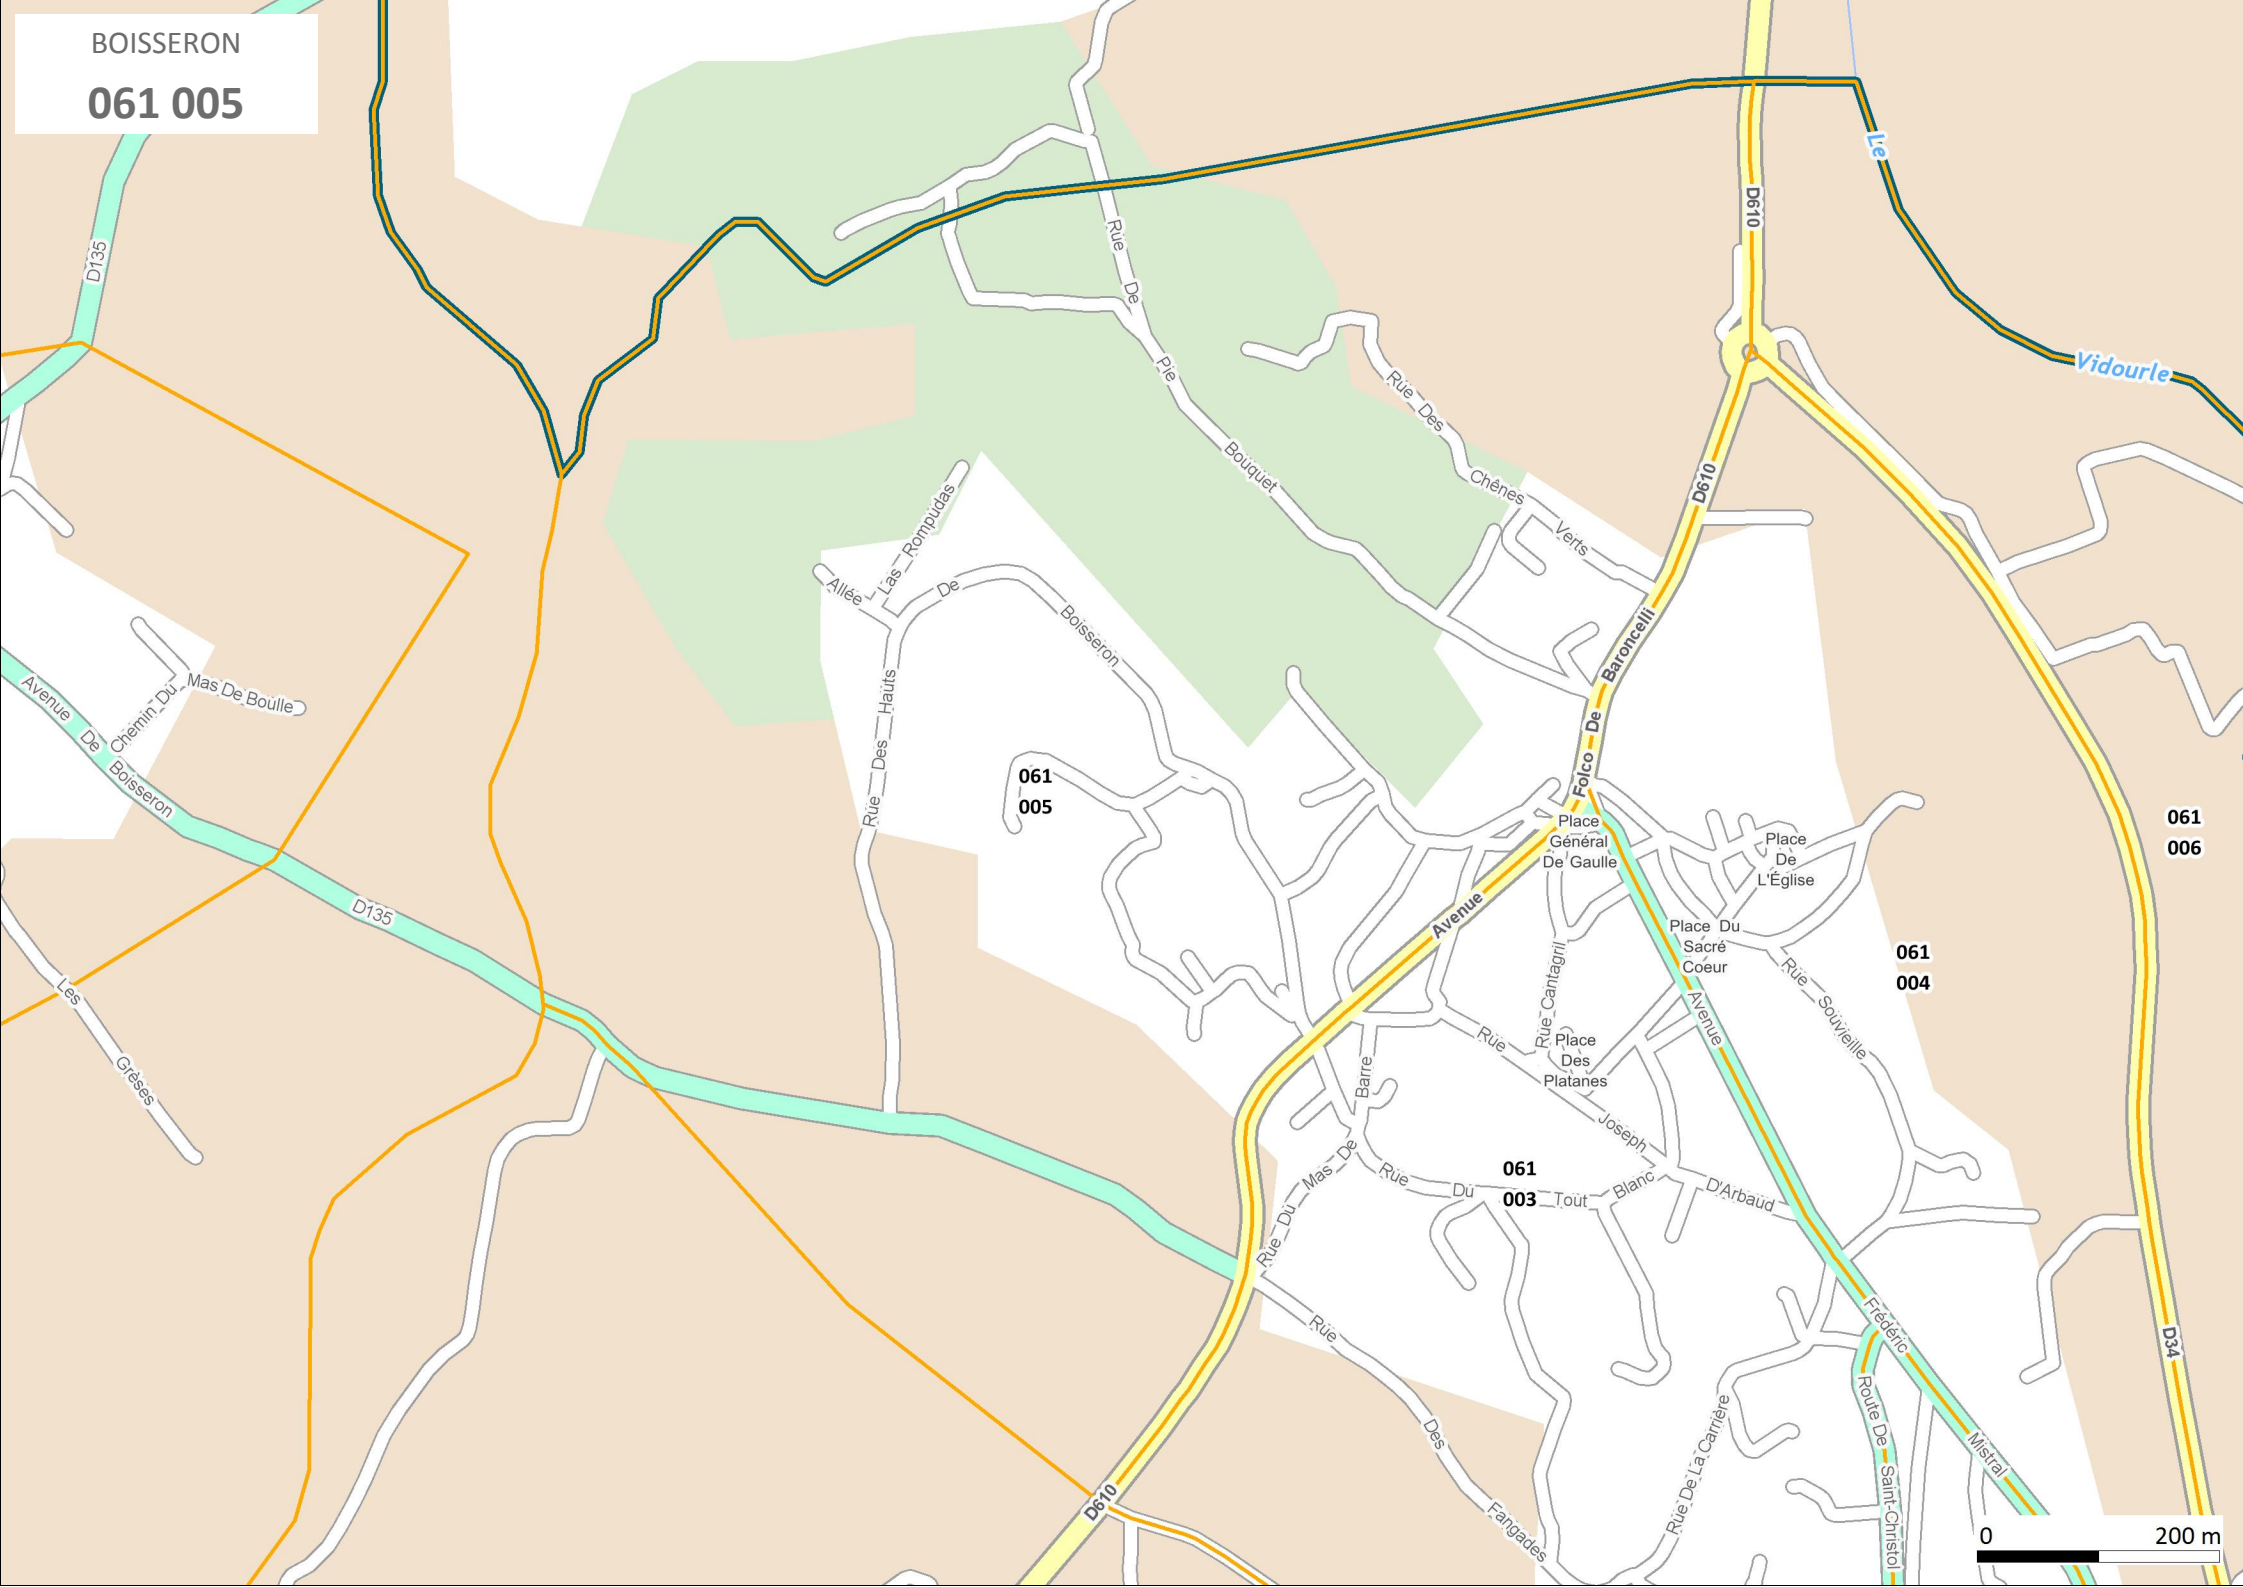 BOISSERON
061 005
Le
D610
Rue De Pie Bouquet
D135
Vidourle
Rue Des Chênes Verts
D610
Allée Las Rompudas
Rue Des Hauts De Boisseron
Folco De Baroncelli
Mas De Boulle
Chemin Du
Avenue De Boisseron
061
005
Place
Général
De Gaulle
Place
De
L'Église
061
006
D135
Avenue
Place Du
Sacré
Coeur
061
004
Rue Cantagril
Rue Souvieille
Les Grèses
Avenue
Place
Des
Platanes
Rue Joseph D'Arbaud
Barre
Rue Du Mas De
061
003
Rue Du Tout Blanc
Rue Des Fangades
Frédéric Mistral
D34
Route De Saint-Christol
Rue De La Carrière
D610
0 200 m